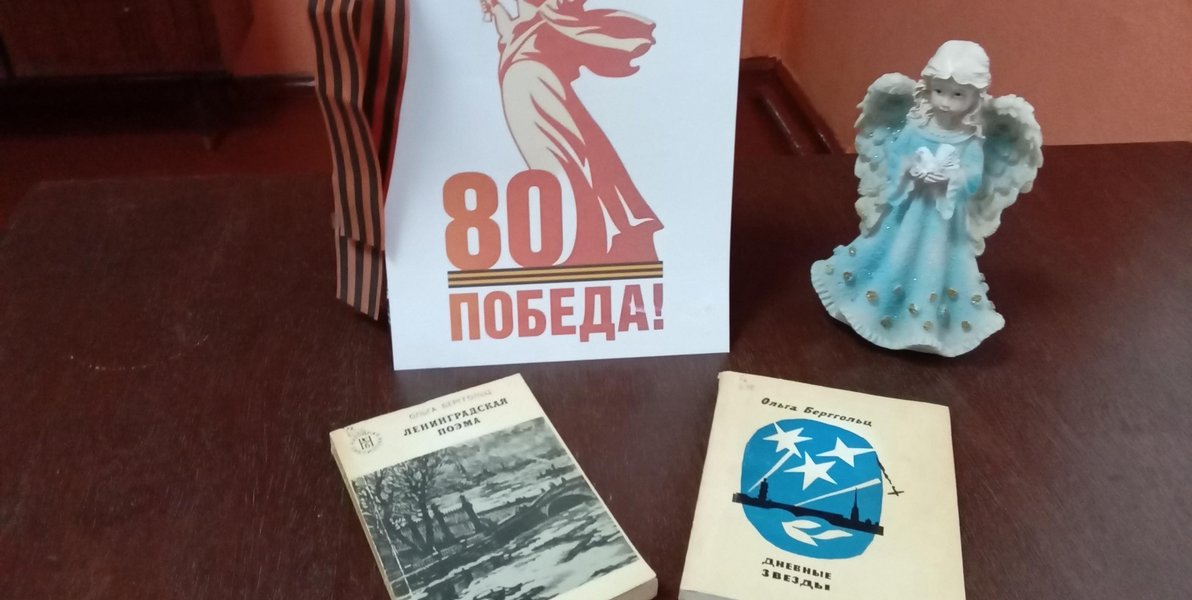 80
ПОБЕДА!
ОЛЬГА БЕРГГОЛЬЦ
ЛЕНИНГРАДСКАЯ
ПОЭМА
Ольга Берггольц
ДНЕВНЫЕ
ЗВЕЗДЫ